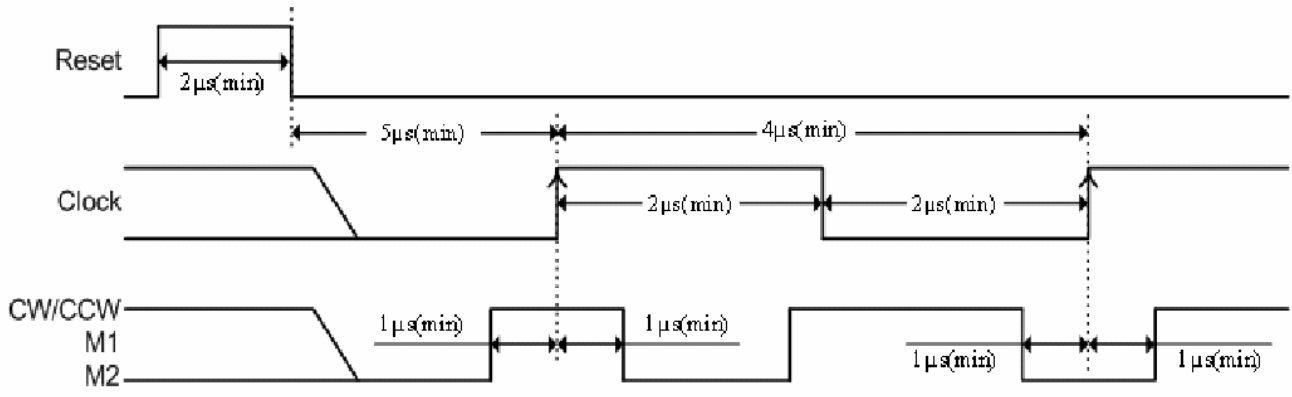 Reset
2µs(min)
5µs(min)
4µs(min)
Clock
2µs(min)
2µs(min)
CW/CCW
M1
M2
1µs(min)
1µs(min)
1µs(min)
1µs(min)